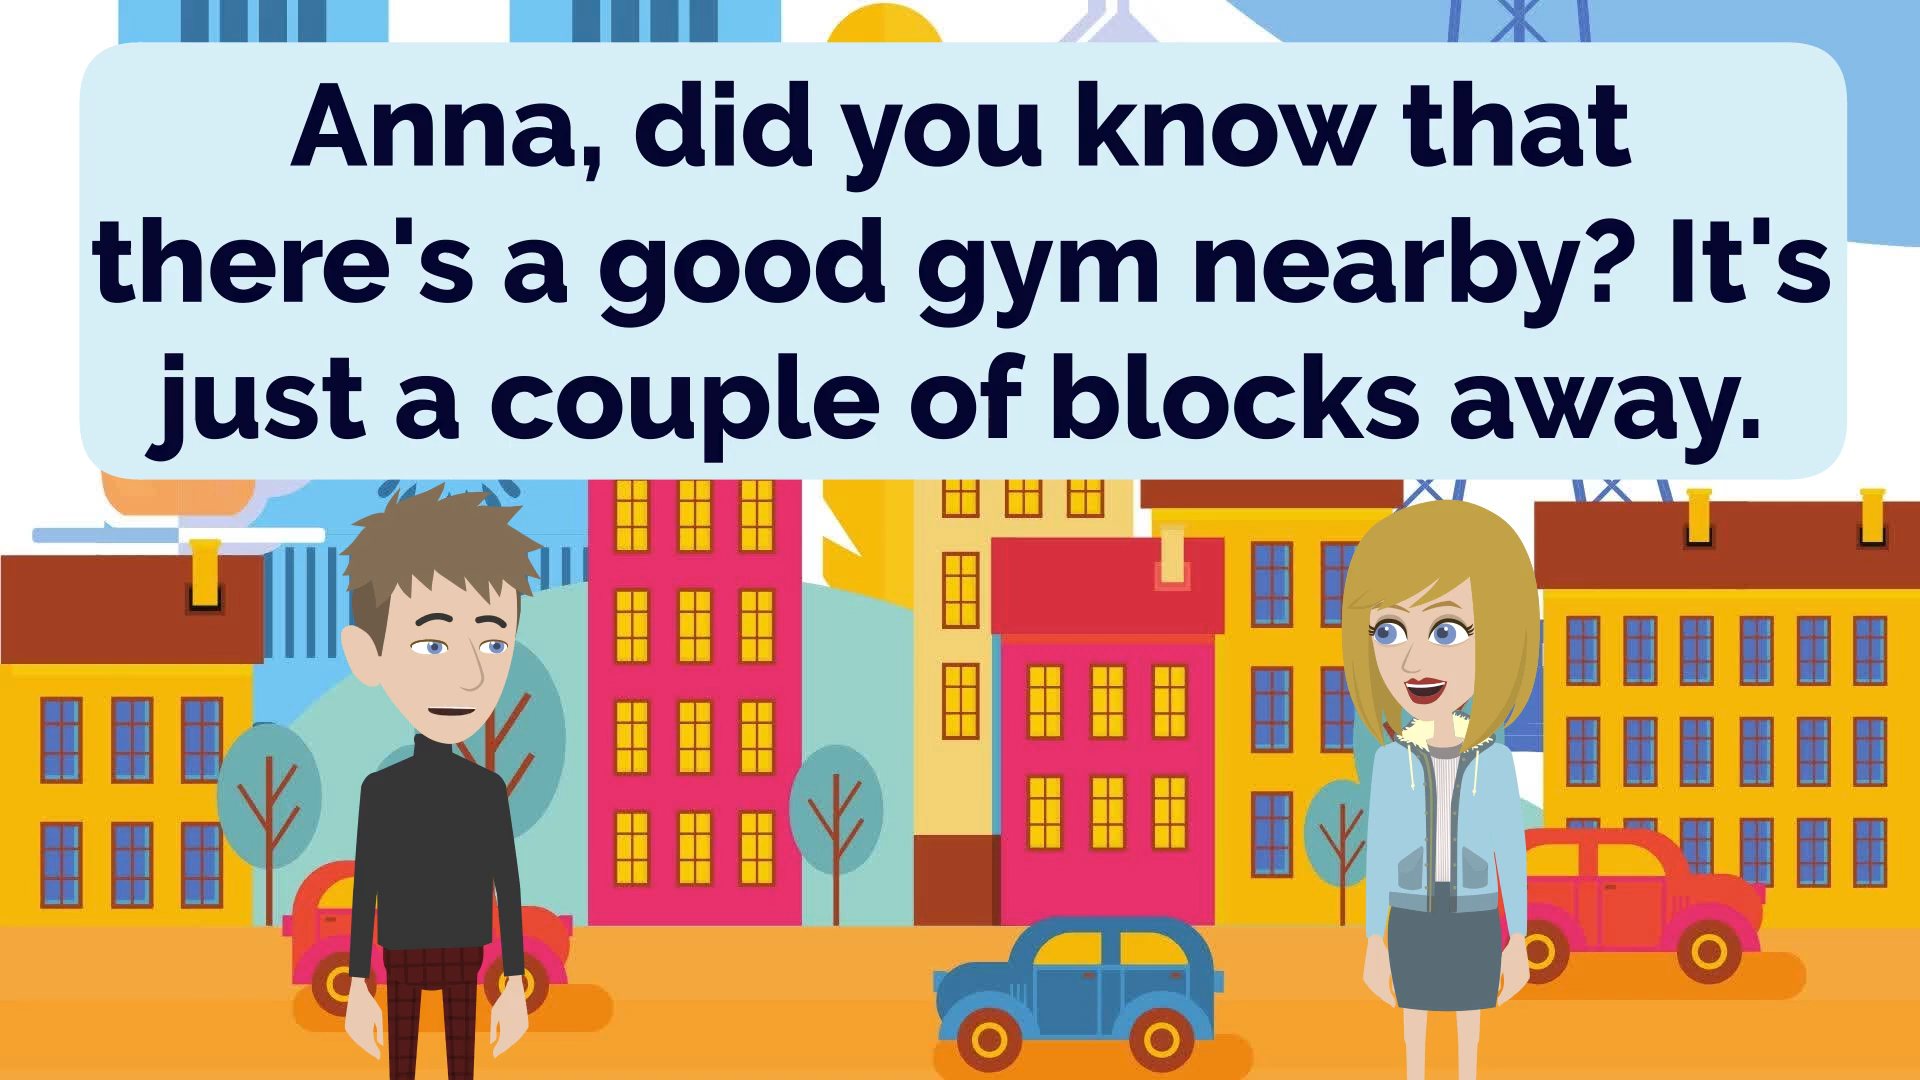 Anna, did you know that
there's a good gym nearby? It's
just a couple of blocks away.